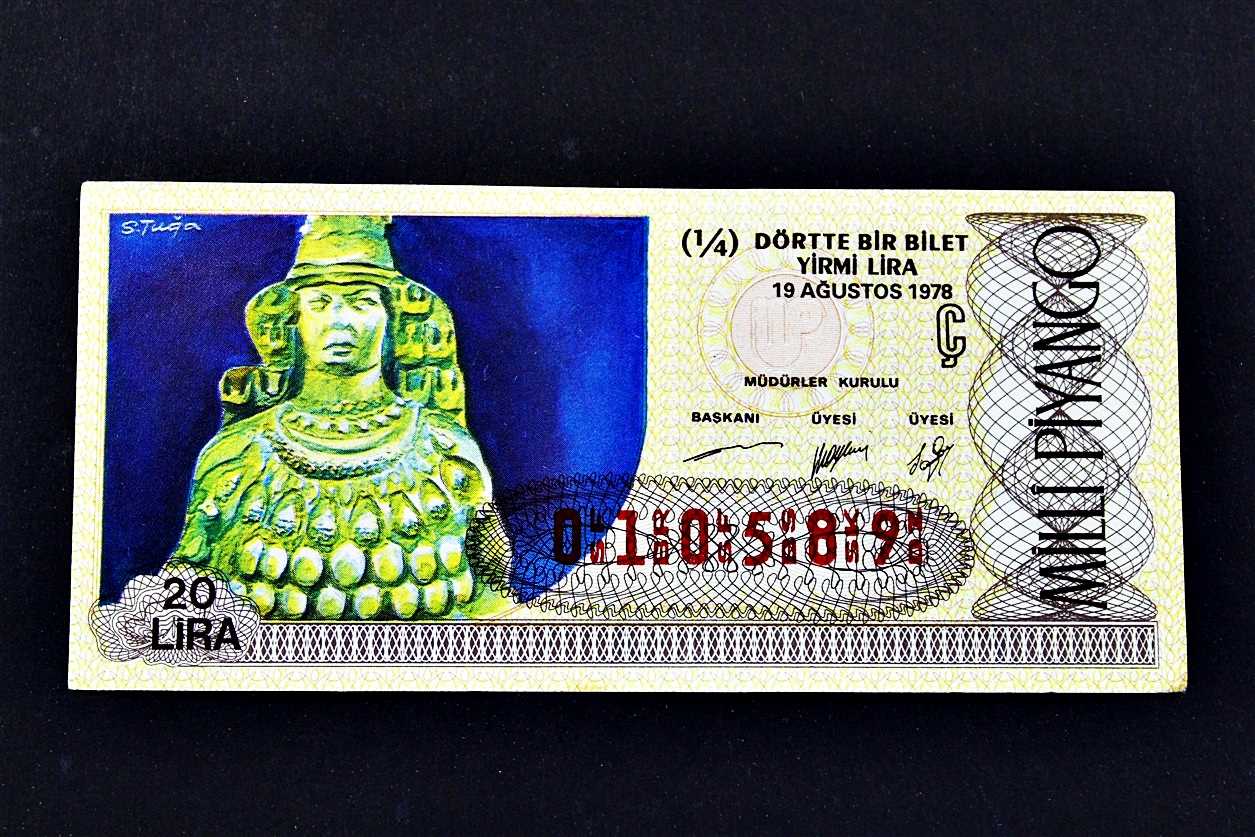 S.Tuğa
(1/4) DÖRTTE BİR BİLET
YİRMİ LİRA
19 AĞUSTOS 1978
Ç
MP
MÜDÜRLER KURULU
BAŞKANI ÜYESİ ÜYESİ
0 1 0 5 8 9
20
LİRA
MİLLİ PİYANGO